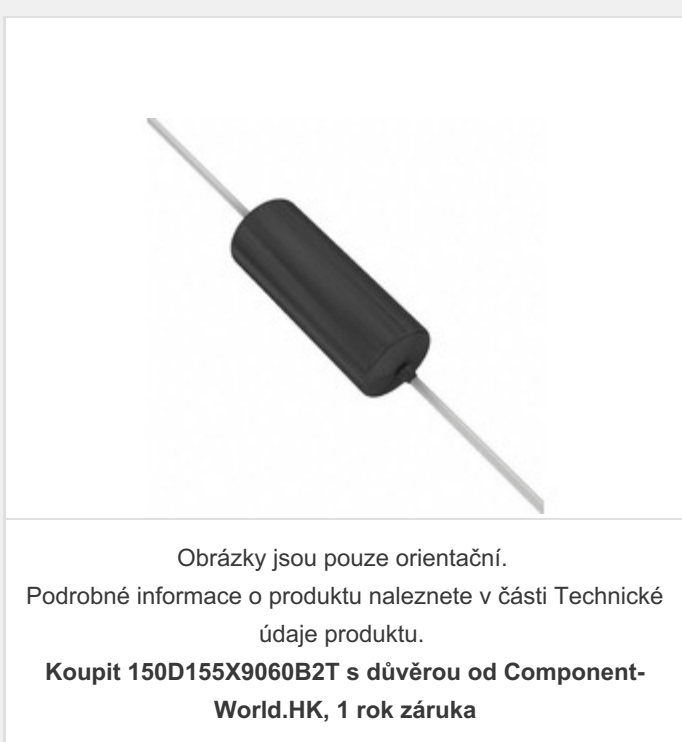 Obrázky jsou pouze orientační.
Podrobné informace o produktu naleznete v části Technické
údaje produktu.
Koupit 150D155X9060B2T s důvěrou od Component-
World.HK, 1 rok záruka